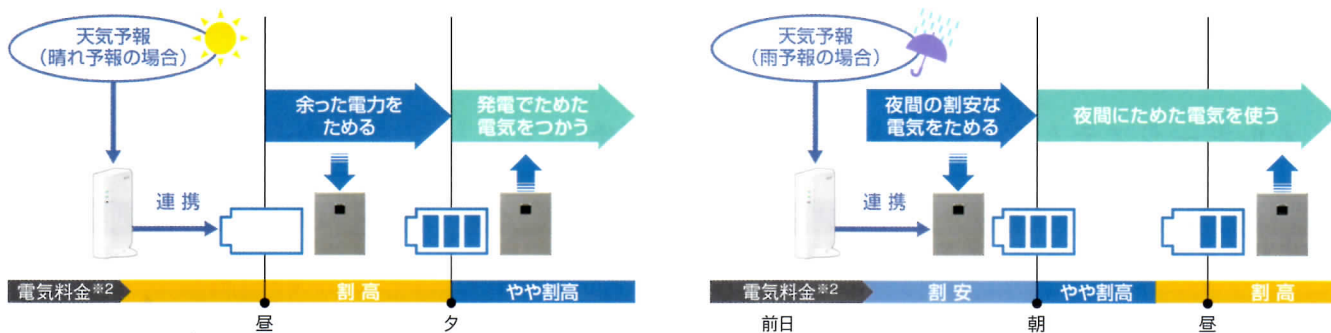 天気予報
(晴れ予報の場合)
余った電力を
ためる
発電でためた
電気をつかう
連携
電気料金※2
割高
やや割高
昼
夕
天気予報
(雨予報の場合)
夜間の割安な
電気をためる
夜間にためた電気を使う
連携
電気料金※2
割安
やや割高
割高
前日
朝
昼